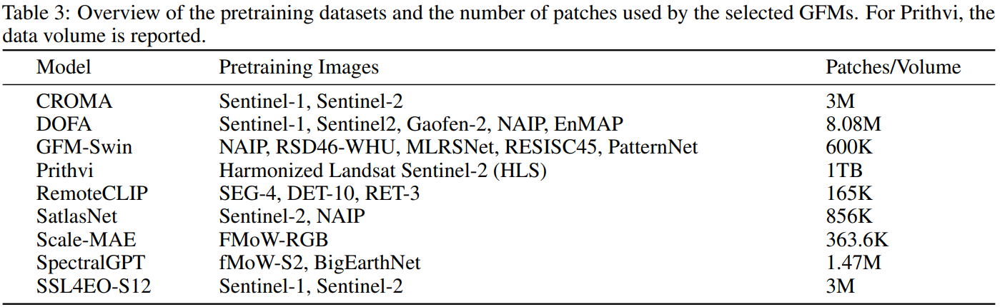 Table 3: Overview of the pretraining datasets and the number of patches used by the selected GFMs. For Prithvi, the
data volume is reported.
Model Pretraining Images Patches/Volume
CROMA Sentinel-1, Sentinel-2 3M
DOFA Sentinel-1, Sentinel2, Gaofen-2, NAIP, EnMAP 8.08M
GFM-Swin NAIP, RSD46-WHU, MLRSNet, RESISC45, PatternNet 600K
Prithvi Harmonized Landsat Sentinel-2 (HLS) 1TB
RemoteCLIP SEG-4, DET-10, RET-3 165K
SatlasNet Sentinel-2, NAIP 856K
Scale-MAE FMoW-RGB 363.6K
SpectralGPT fMoW-S2, BigEarthNet 1.47M
SSL4EO-S12 Sentinel-1, Sentinel-2 3M